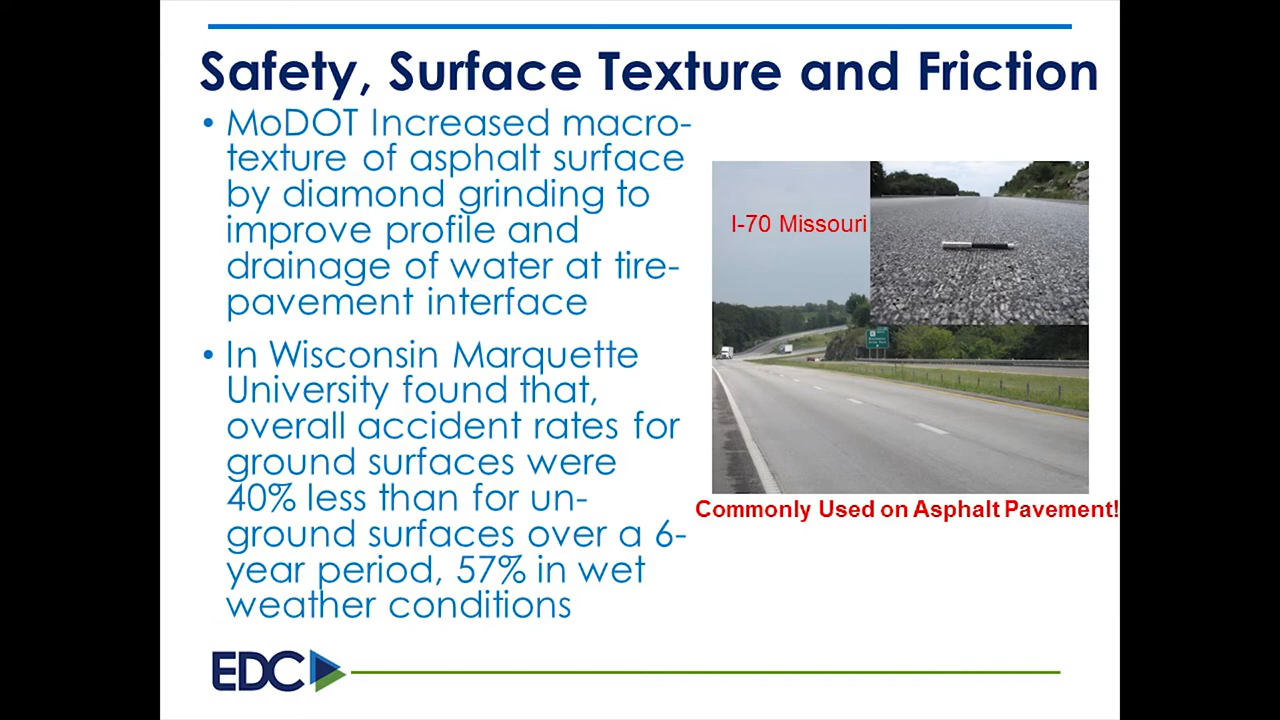 Safety, Surface Texture and Friction
• MoDOT Increased macro-
texture of asphalt surface
by diamond grinding to
improve profile and
drainage of water at tire-
pavement interface
• In Wisconsin Marquette
University found that,
overall accident rates for
ground surfaces were
40% less than for un-
ground surfaces over a 6-
year period, 57% in wet
weather conditions
I-70 Missouri
Commonly Used on Asphalt Pavement!
EDC